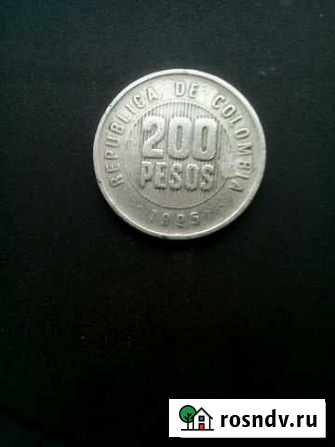 REPUBLICA DE COLOMBIA
200
PESOS
1995
rosndv.ru